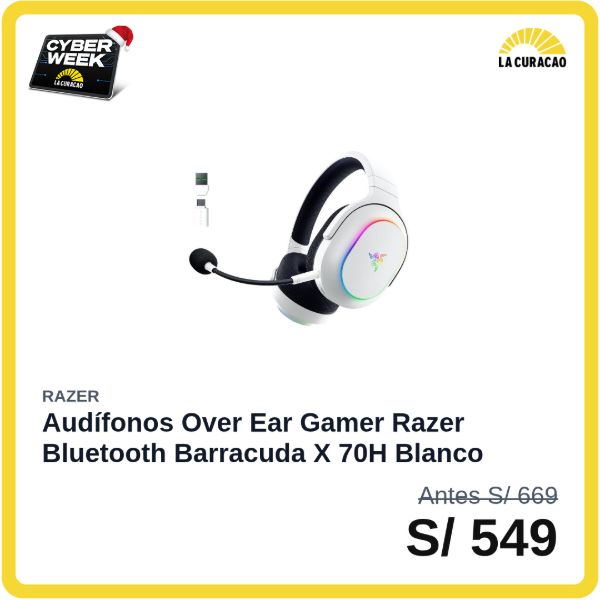 CYBER
WEEK
LA CURACAO
LA CURACAO
RAZER
Audífonos Over Ear Gamer Razer
Bluetooth Barracuda X 70H Blanco
Antes S/ 669
S/ 549